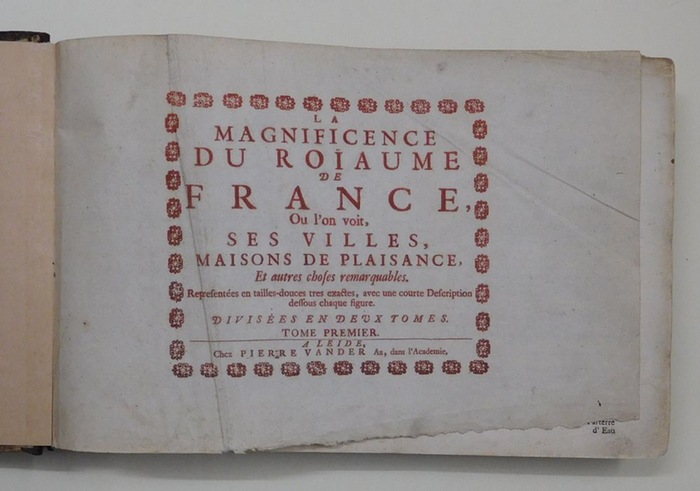 LA
MAGNIFICENCE
DU ROÏAUME
DE
FRANCE,
Ou l'on voit,
SES VILLES,
MAISONS DE PLAISANCE,
Et autres choſes remarquables.
Repreſentées en tailles-douces tres exactes, avec une courte Deſcription
deſſous chaque figure.
DIVISÉES EN DEUX TOMES.
TOME PREMIER.
A LEIDE,
Chez PIERRE VANDER Aa, dans l'Academie,
Parterre
d' Eau